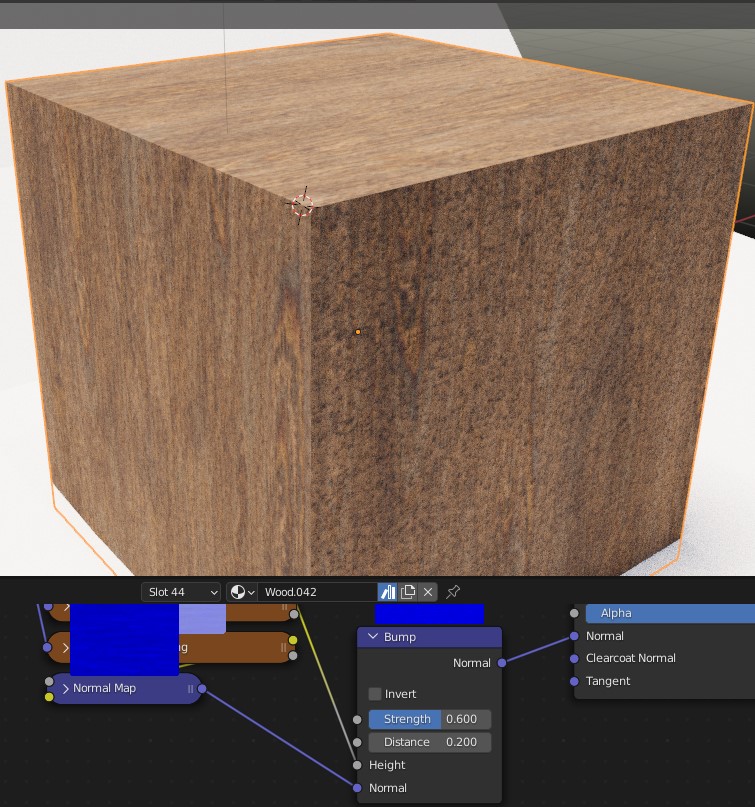 Slot 44
Wood.042
Alpha
Bump
Normal
Normal
ng
Clearcoat Normal
Tangent
Normal Map
Invert
Strength 0.600
Distance 0.200
Height
Normal